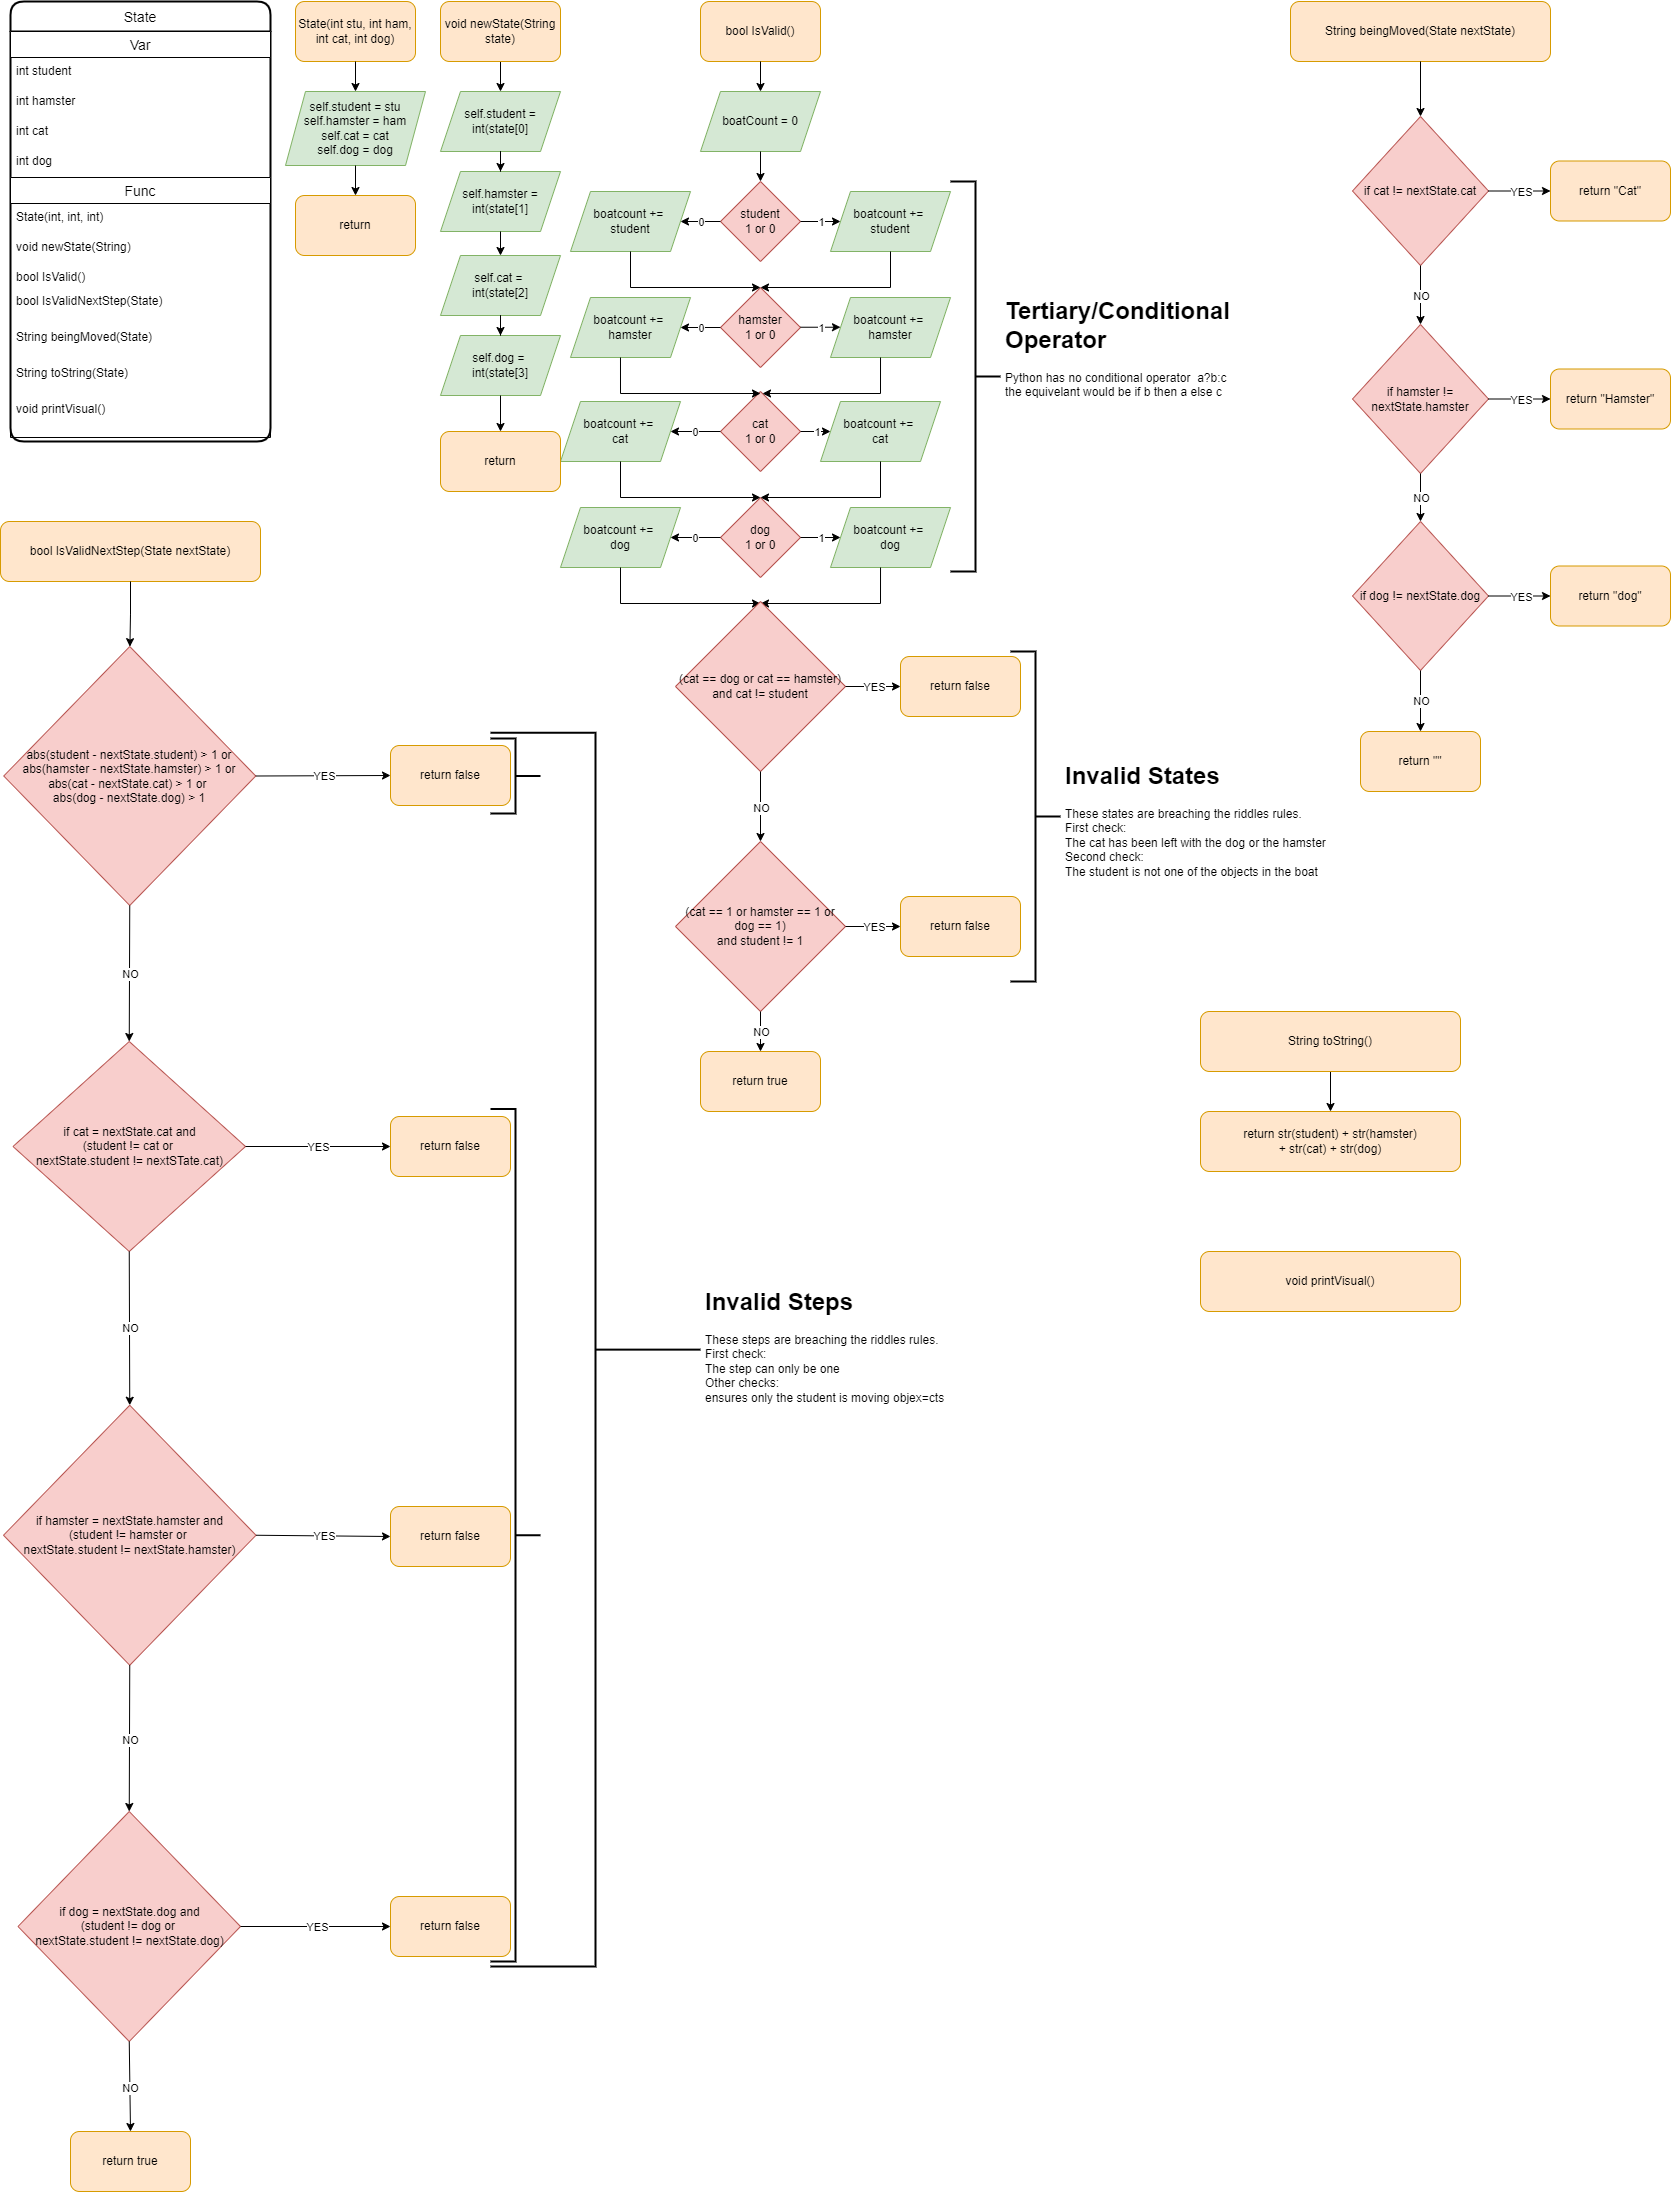 State
Var
int student
int hamster
int cat
int dog
Func
State(int, int, int)
void newState(String)
bool IsValid()
bool IsValidNextStep(State)
String beingMoved(State)
String toString(State)
void printVisual()
State(int stu, int ham,
int cat, int dog)
self.student = stu
self.hamster = ham
self.cat = cat
self.dog = dog
return
void newState(String
state)
self.student =
int(state[0]
self.hamster =
int(state[1]
self.cat =
int(state[2]
self.dog =
int(state[3]
return
bool IsValid()
boatCount = 0
boatcount +=
student
0
student
1 or 0
1
boatcount +=
student
boatcount +=
hamster
0
hamster
1 or 0
1
boatcount +=
hamster
boatcount +=
cat
0
cat
1 or 0
1
boatcount +=
cat
boatcount +=
dog
0
dog
1 or 0
1
boatcount +=
dog
Tertiary/Conditional
Operator
Python has no conditional operator  a?b:c
the equivelant would be if b then a else c
(cat == dog or cat == hamster)
and cat != student
YES
return false
NO
(cat == 1 or hamster == 1 or
dog == 1)
and student != 1
YES
return false
NO
return true
Invalid States
These states are breaching the riddles rules.
First check:
The cat has been left with the dog or the hamster
Second check:
The student is not one of the objects in the boat
String beingMoved(State nextState)
if cat != nextState.cat
YES
return "Cat"
NO
if hamster !=
nextState.hamster
YES
return "Hamster"
NO
if dog != nextState.dog
YES
return "dog"
NO
return ""
bool IsValidNextStep(State nextState)
abs(student - nextState.student) > 1 or
abs(hamster - nextState.hamster) > 1 or
abs(cat - nextState.cat) > 1 or
abs(dog - nextState.dog) > 1
YES
return false
NO
if cat = nextState.cat and
(student != cat or
nextState.student != nextSTate.cat)
YES
return false
NO
if hamster = nextState.hamster and
(student != hamster or
nextState.student != nextState.hamster)
YES
return false
NO
if dog = nextState.dog and
(student != dog or
nextState.student != nextState.dog)
YES
return false
NO
return true
Invalid Steps
These steps are breaching the riddles rules.
First check:
The step can only be one
Other checks:
ensures only the student is moving objex=cts
String toString()
return str(student) + str(hamster)
+ str(cat) + str(dog)
void printVisual()